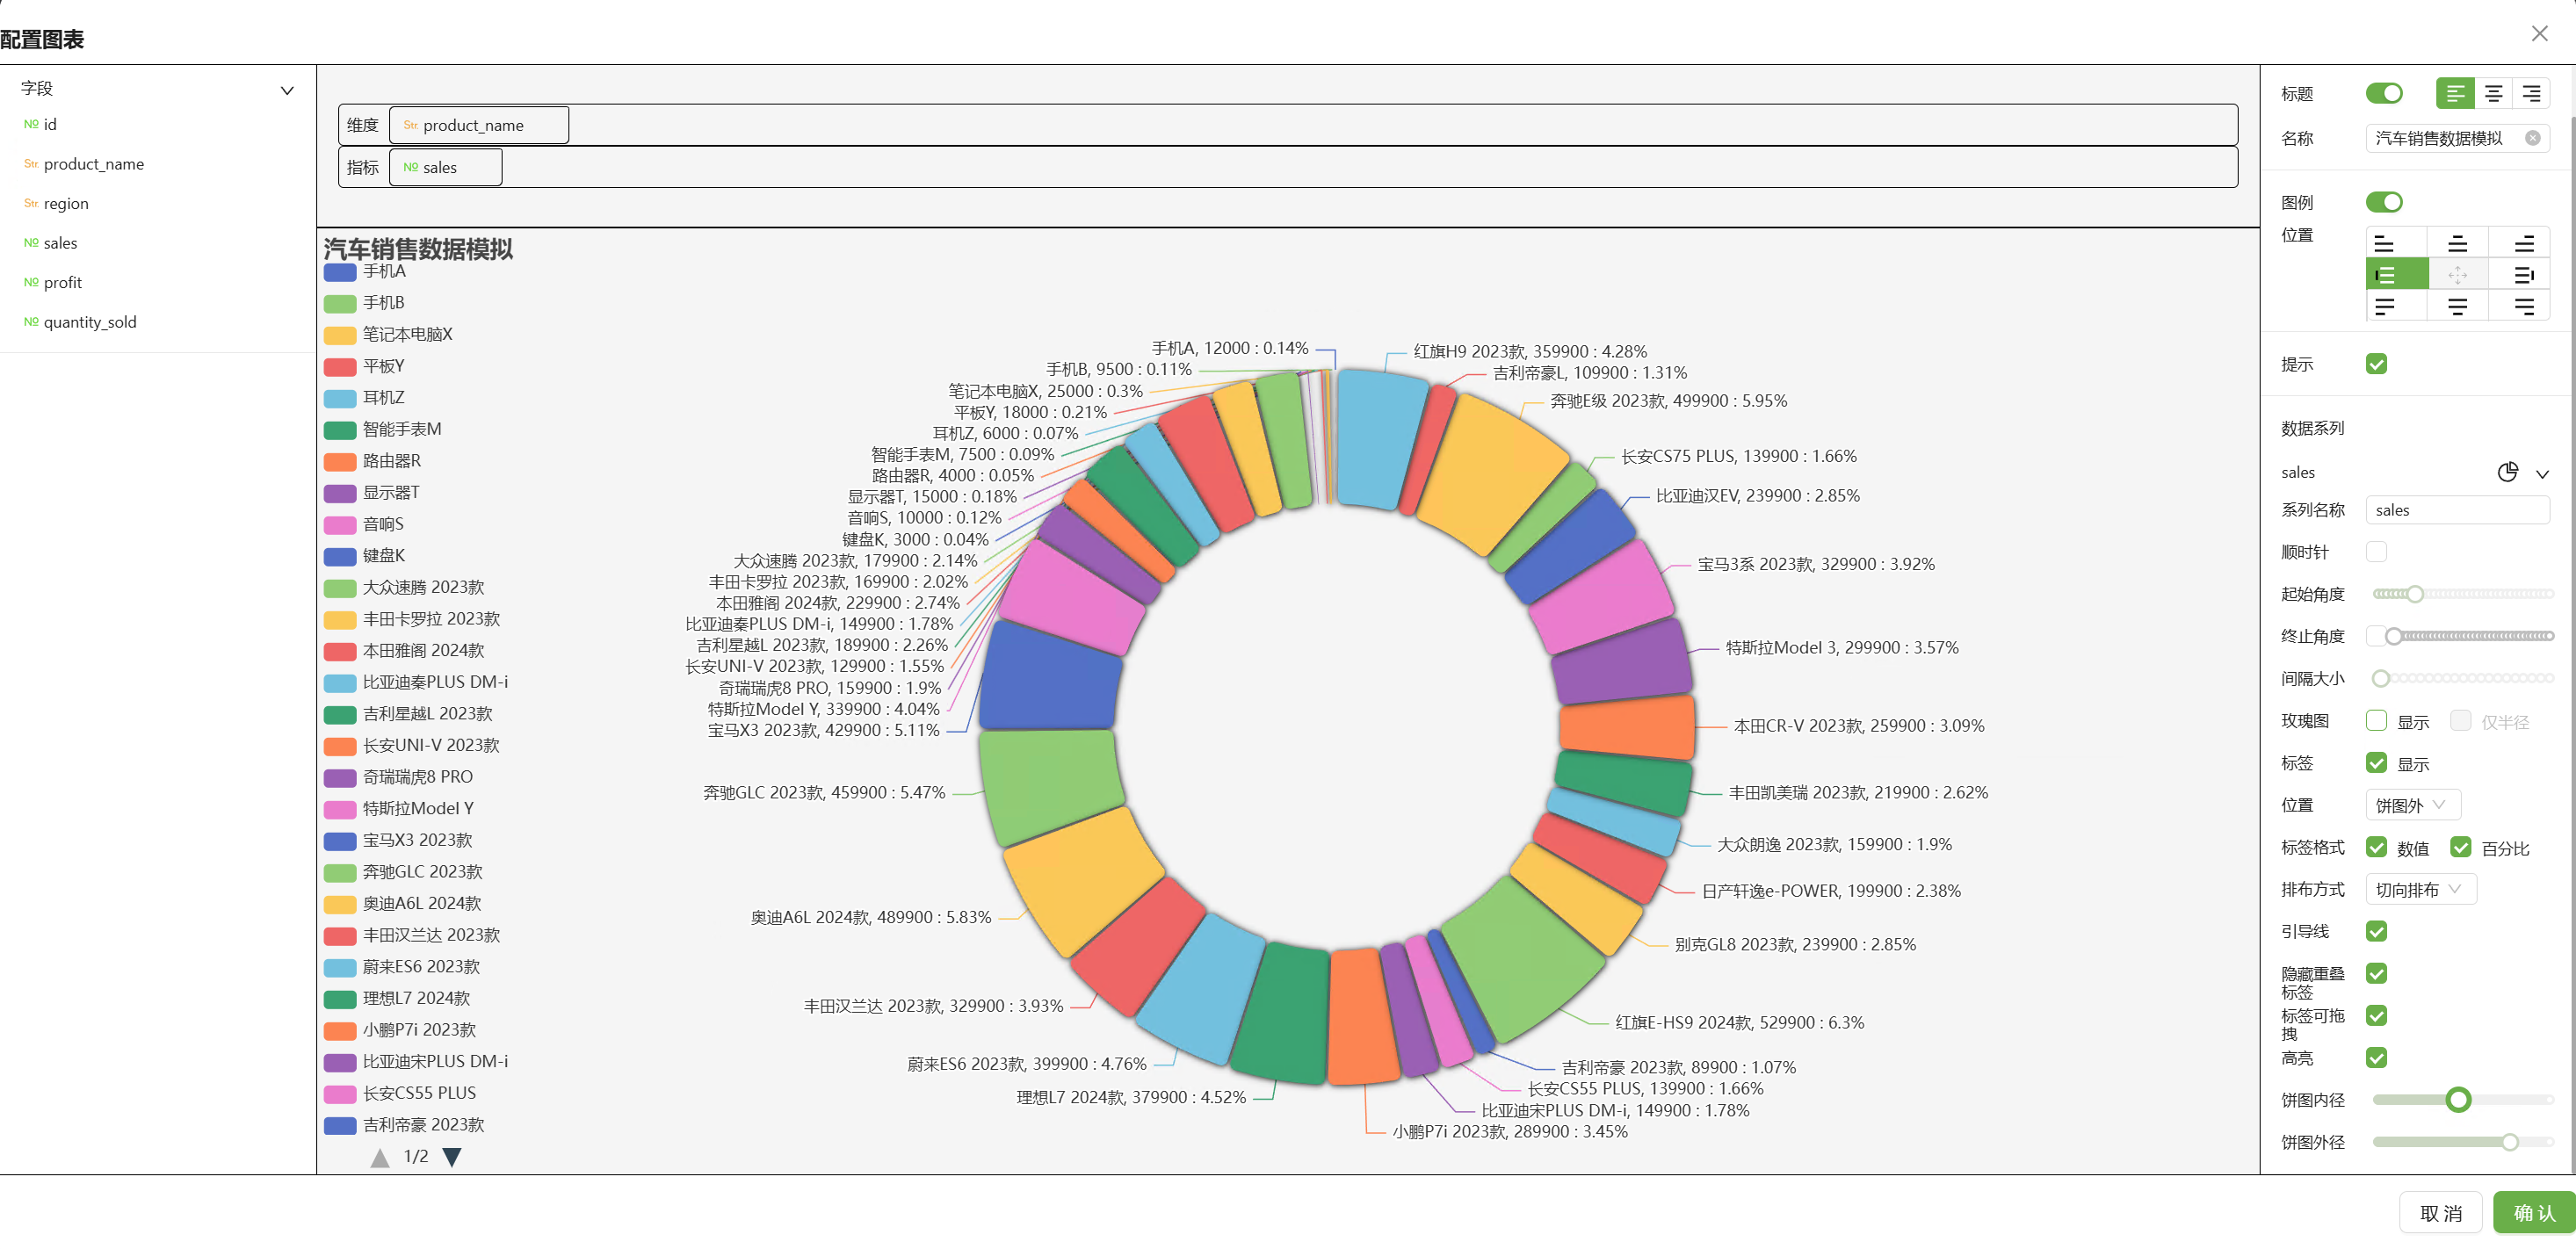 配置图表
字段
№ id
Str. product_name
Str. region
№ sales
№ profit
№ quantity_sold
维度 Str. product_name
指标 № sales
汽车销售数据模拟
手机A
手机B
笔记本电脑X
平板Y
耳机Z
智能手表M
路由器R
显示器T
音响S
键盘K
大众速腾 2023款
丰田卡罗拉 2023款
本田雅阁 2024款
比亚迪秦PLUS DM-i
吉利星越L 2023款
长安UNI-V 2023款
奇瑞瑞虎8 PRO
特斯拉Model Y
宝马X3 2023款
奔驰GLC 2023款
奥迪A6L 2024款
丰田汉兰达 2023款
蔚来ES6 2023款
理想L7 2024款
小鹏P7i 2023款
比亚迪宋PLUS DM-i
长安CS55 PLUS
吉利帝豪 2023款
1/2
手机A, 12000 : 0.14%
手机B, 9500 : 0.11%
笔记本电脑X, 25000 : 0.3%
平板Y, 18000 : 0.21%
耳机Z, 6000 : 0.07%
智能手表M, 7500 : 0.09%
路由器R, 4000 : 0.05%
显示器T, 15000 : 0.18%
音响S, 10000 : 0.12%
键盘K, 3000 : 0.04%
大众速腾 2023款, 179900 : 2.14%
丰田卡罗拉 2023款, 169900 : 2.02%
本田雅阁 2024款, 229900 : 2.74%
比亚迪秦PLUS DM-i, 149900 : 1.78%
吉利星越L 2023款, 189900 : 2.26%
长安UNI-V 2023款, 129900 : 1.55%
奇瑞瑞虎8 PRO, 159900 : 1.9%
特斯拉Model Y, 339900 : 4.04%
宝马X3 2023款, 429900 : 5.11%
奔驰GLC 2023款, 459900 : 5.47%
奥迪A6L 2024款, 489900 : 5.83%
丰田汉兰达 2023款, 329900 : 3.93%
蔚来ES6 2023款, 399900 : 4.76%
理想L7 2024款, 379900 : 4.52%
红旗H9 2023款, 359900 : 4.28%
吉利帝豪L, 109900 : 1.31%
奔驰E级 2023款, 499900 : 5.95%
长安CS75 PLUS, 139900 : 1.66%
比亚迪汉EV, 239900 : 2.85%
宝马3系 2023款, 329900 : 3.92%
特斯拉Model 3, 299900 : 3.57%
本田CR-V 2023款, 259900 : 3.09%
丰田凯美瑞 2023款, 219900 : 2.62%
大众朗逸 2023款, 159900 : 1.9%
日产轩逸e-POWER, 199900 : 2.38%
别克GL8 2023款, 239900 : 2.85%
红旗E-HS9 2024款, 529900 : 6.3%
吉利帝豪 2023款, 89900 : 1.07%
长安CS55 PLUS, 139900 : 1.66%
比亚迪宋PLUS DM-i, 149900 : 1.78%
小鹏P7i 2023款, 289900 : 3.45%
标题
名称 汽车销售数据模拟
图例
位置
提示
数据系列
sales
系列名称 sales
顺时针
起始角度
终止角度
间隔大小
玫瑰图 显示 仅半径
标签 显示
位置 饼图外
标签格式 数值 百分比
排布方式 切向排布
引导线
隐藏重叠
标签
标签可拖
拽
高亮
饼图内径
饼图外径
取 消 确 认